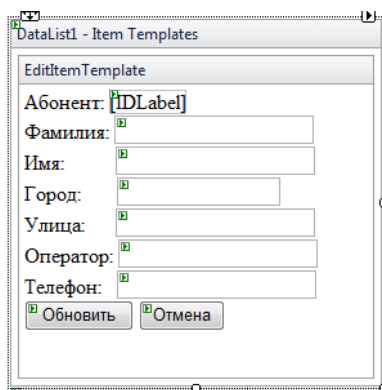 DataList1 - Item Templates
EditItemTemplate
Абонент: [IDLabel]
Фамилия:
Имя:
Город:
Улица:
Оператор:
Телефон:
Обновить Отмена